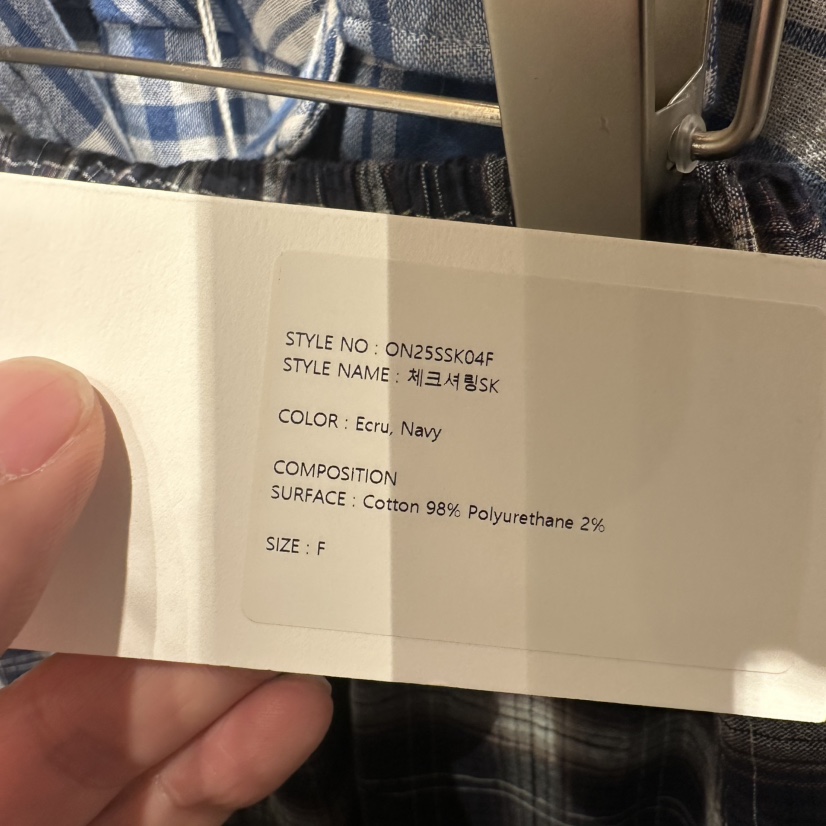 STYLE NO : ON25SSK04F
STYLE NAME : 체크셔링SK
COLOR : Ecru, Navy
COMPOSITION
SURFACE : Cotton 98% Polyurethane 2%
SIZE : F